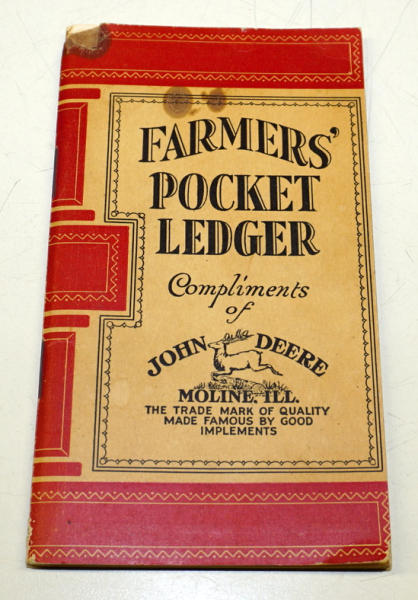 FARMERS'
POCKET
LEDGER
Compliments
of
JOHN DEERE
MOLINE, ILL.
THE TRADE MARK OF QUALITY
MADE FAMOUS BY GOOD
IMPLEMENTS